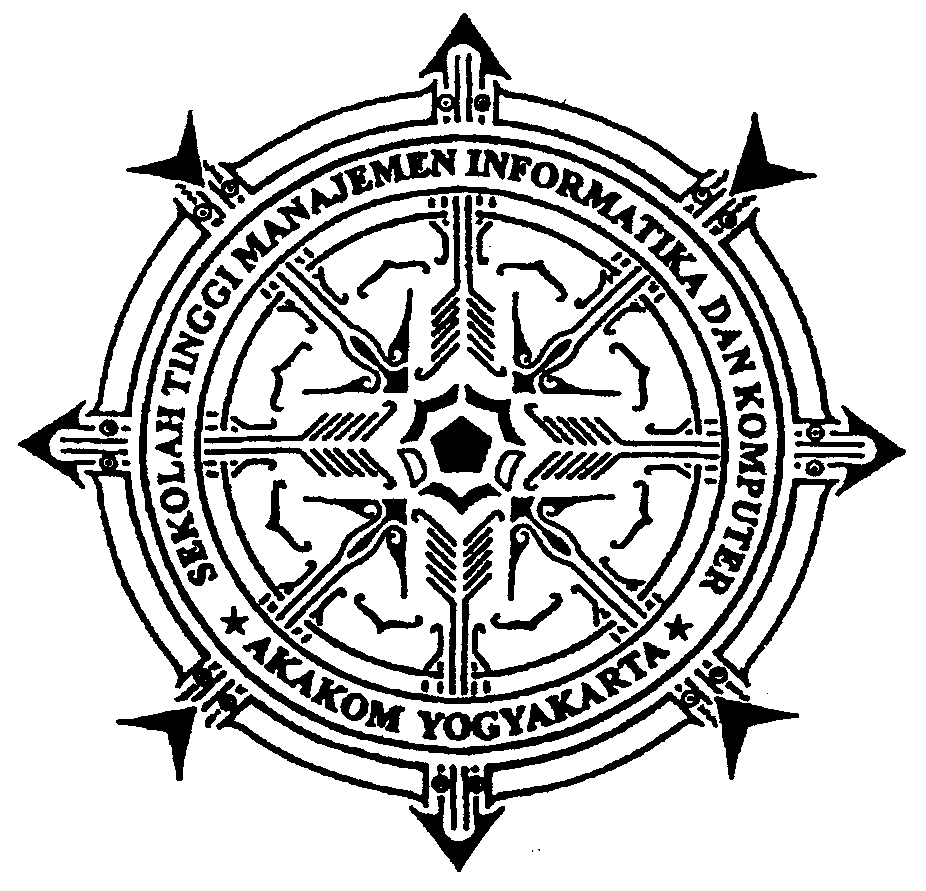 SEKOLAH TINGGI MANAJEMEN INFORMATIKA DAN KOMPUTER
★ AKAKOM YOGYAKARTA ★